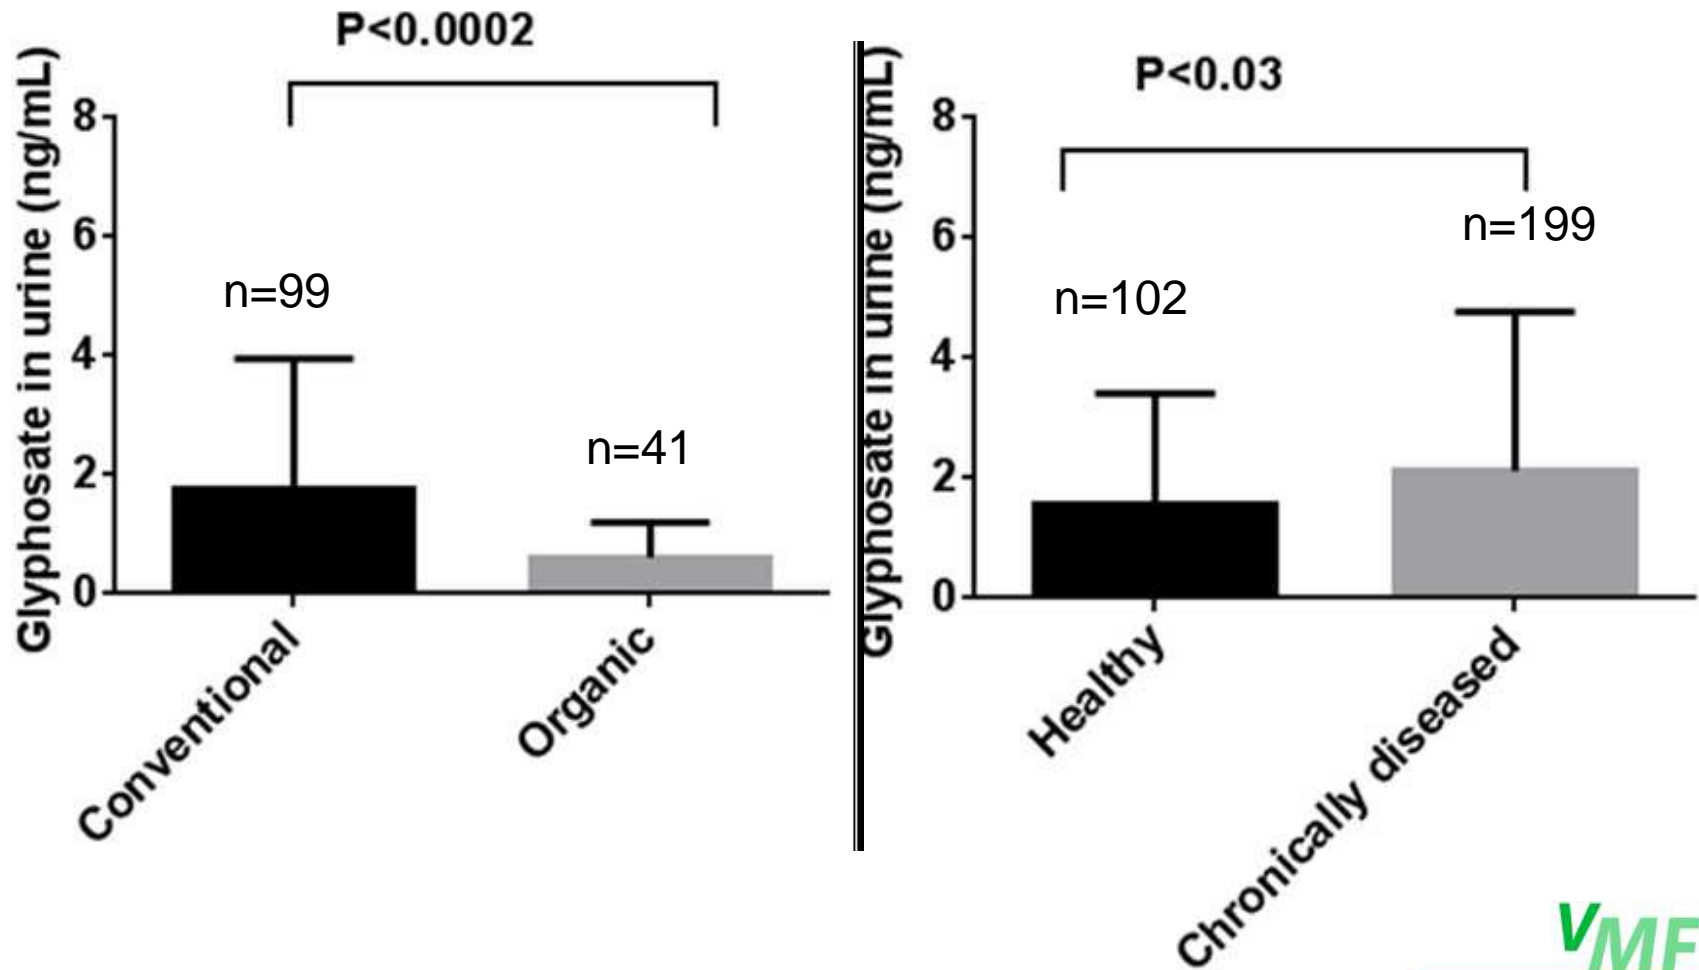 P<0.0002
Glyphosate in urine (ng/mL)
8
6
4
2
0
n=99
n=41
Conventional
Organic
P<0.03
Glyphosate in urine (ng/mL)
8
6
4
2
0
n=102
n=199
Healthy
Chronically diseased
VMF